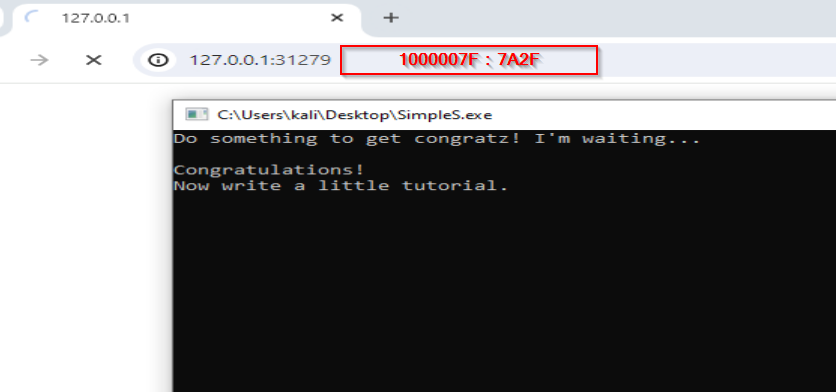 127.0.0.1
127.0.0.1:31279
1000007F : 7A2F
C:\Users\kali\Desktop\SimpleS.exe
Do something to get congratz! I'm waiting...
Congratulations!
Now write a little tutorial.